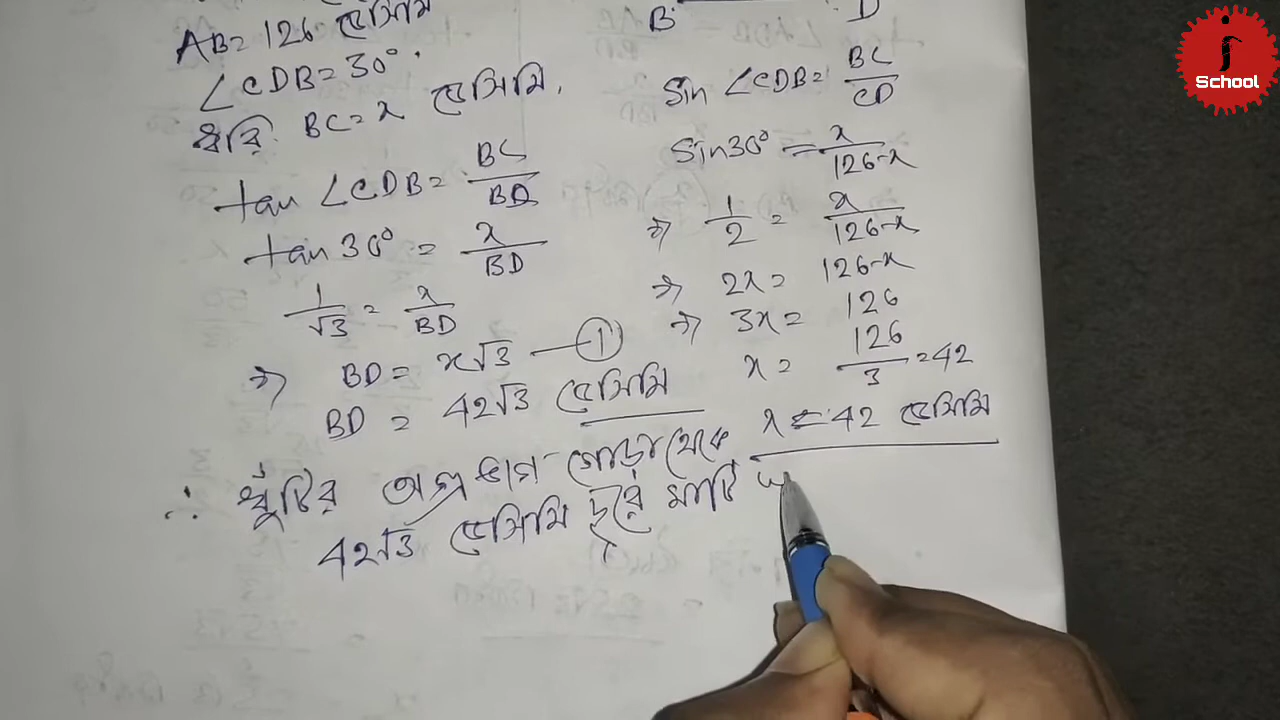 AB= 126 ডেসিমি
∠CDB=30°.
ধরি. BC= x ডেসিমি.
tan ∠CDB= BC/BD
tan 30° = x/BD
1/√3 = x/BD
⇒ BD= x√3 — ①
BD = 42√3 ডেসিমি
B D
Sin ∠CDB= BC/CD
Sin30° = x/126-x
⇒ 1/2 = x/126-x
⇒ 2x= 126-x
⇒ 3x= 126
x= 126/3 =42
x = 42 ডেসিমি
∴ খুঁটির অগ্রভাগ গোড়া থেকে
42√3 ডেসিমি দূরে মাটি
School